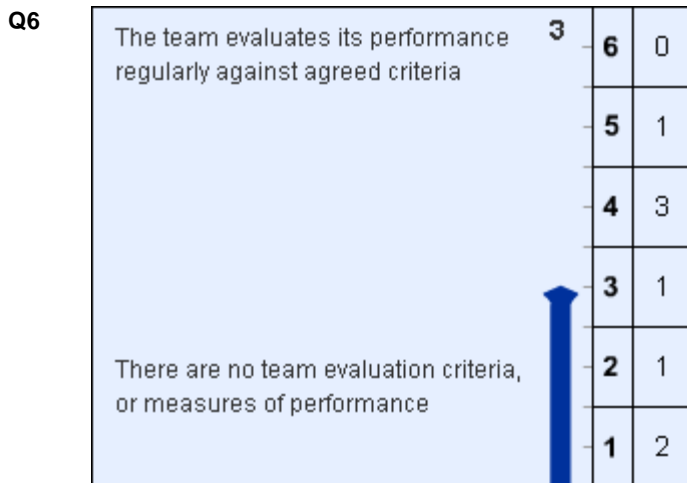 Q6
The team evaluates its performance 3
regularly against agreed criteria
6 0
5 1
4 3
3 1
There are no team evaluation criteria,
2 1
or measures of performance
1 2